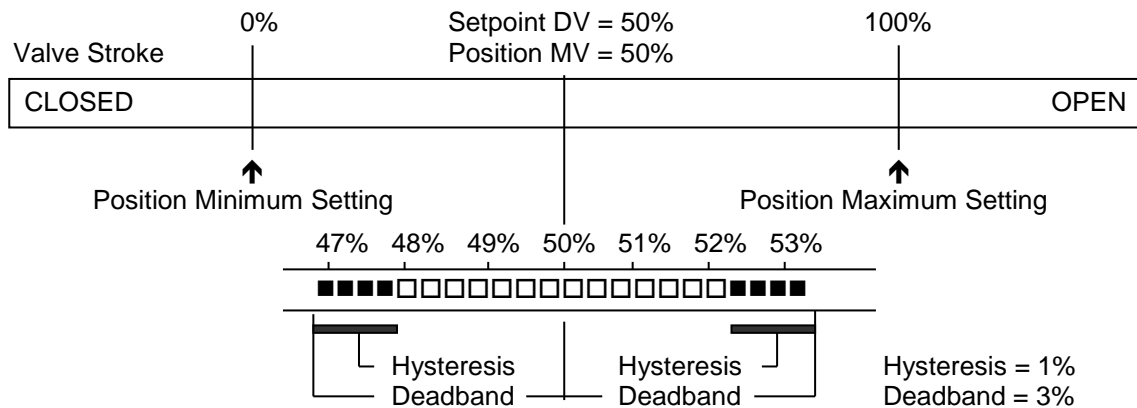 0% Setpoint DV = 50% 100%
Valve Stroke Position MV = 50%
CLOSED OPEN
Position Minimum Setting Position Maximum Setting
47% 48% 49% 50% 51% 52% 53%
Hysteresis Hysteresis Hysteresis = 1%
Deadband Deadband Deadband = 3%